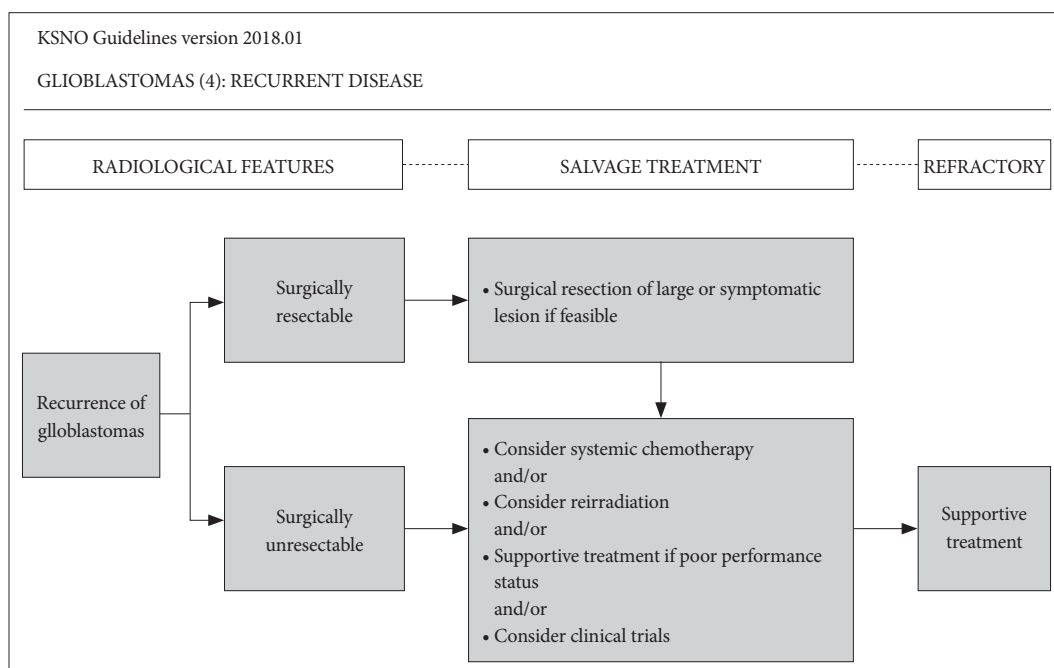 KSNO Guidelines version 2018.01
GLIOBLASTOMAS (4): RECURRENT DISEASE
RADIOLOGICAL FEATURES
SALVAGE TREATMENT
REFRACTORY
Surgically
resectable
• Surgical resection of large or symptomatic
lesion if feasible
Recurrence of
glloblastomas
Surgically
unresectable
• Consider systemic chemotherapy
and/or
• Consider reirradiation
and/or
• Supportive treatment if poor performance
status
and/or
• Consider clinical trials
Supportive
treatment